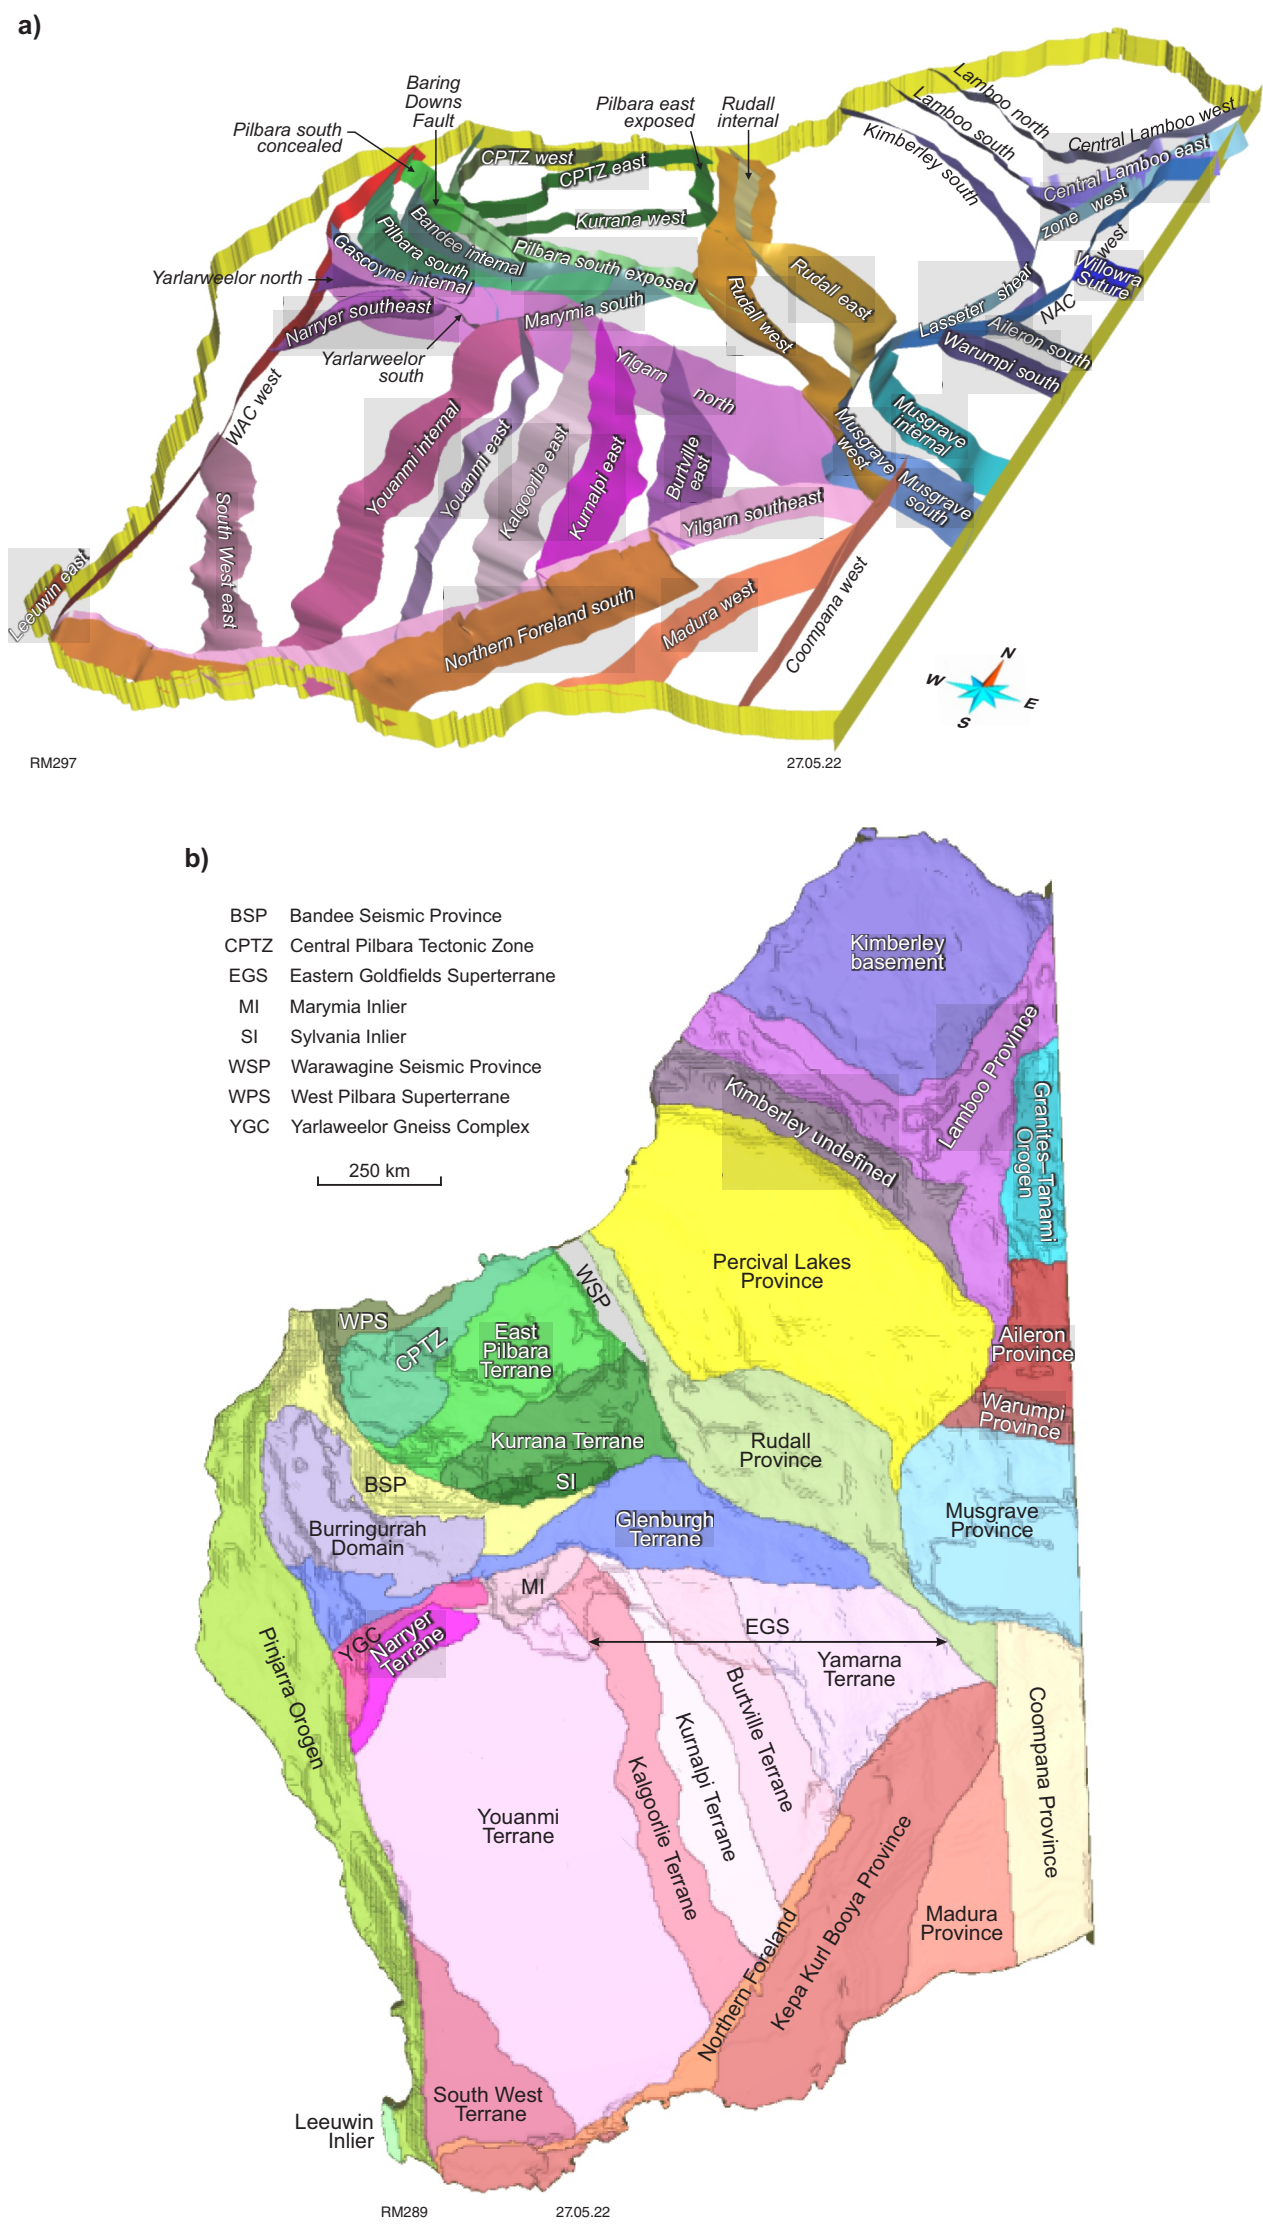 a)
Baring
Downs
Fault
Pilbara south
concealed
Pilbara east
exposed
Rudall
internal
CPTZ west
CPTZ east
Kurrana west
Lamboo north
Lamboo south
Kimberley south
Central Lamboo west
Central Lamboo east
zone west
NAC west
Willowra
Suture
Bandee internal
Pilbara south
Gascoyne internal
Pilbara south exposed
Yarlarweelor north
Narryer southeast
Yarlarweelor
south
Marymia south
Rudall east
Rudall west
Lasseter shear
Aileron south
Warumpi south
WAC west
Yilgarn north
Musgrave
internal
Musgrave
west
Musgrave
south
Youanmi internal
Youanmi east
Kalgoorlie east
Kurnalpi east
Burtville
east
South West east
Yilgarn southeast
Leeuwin east
Northern Foreland south
Madura west
Coompana west
N
W
E
S
RM297
27.05.22
b)
BSP Bandee Seismic Province
CPTZ Central Pilbara Tectonic Zone
EGS Eastern Goldfields Superterrane
MI Marymia Inlier
SI Sylvania Inlier
WSP Warawagine Seismic Province
WPS West Pilbara Superterrane
YGC Yarlaweelor Gneiss Complex
250 km
Kimberley
basement
Lamboo Province
Kimberley undefined
Granites–Tanami
Orogen
Percival Lakes
Province
WSP
WPS
CPTZ
East
Pilbara
Terrane
Aileron
Province
Warumpi
Province
Kurrana Terrane
Rudall
Province
SI
BSP
Glenburgh
Terrane
Musgrave
Province
Burringurrah
Domain
MI
YGC
Narryer
Terrane
EGS
Yamarna
Terrane
Pinjarra Orogen
Burtville Terrane
Kurnalpi Terrane
Kalgoorlie Terrane
Coompana Province
Youanmi
Terrane
Northern Foreland
Kepa Kurl Booya Province
Madura
Province
South West
Terrane
Leeuwin
Inlier
RM289
27.05.22